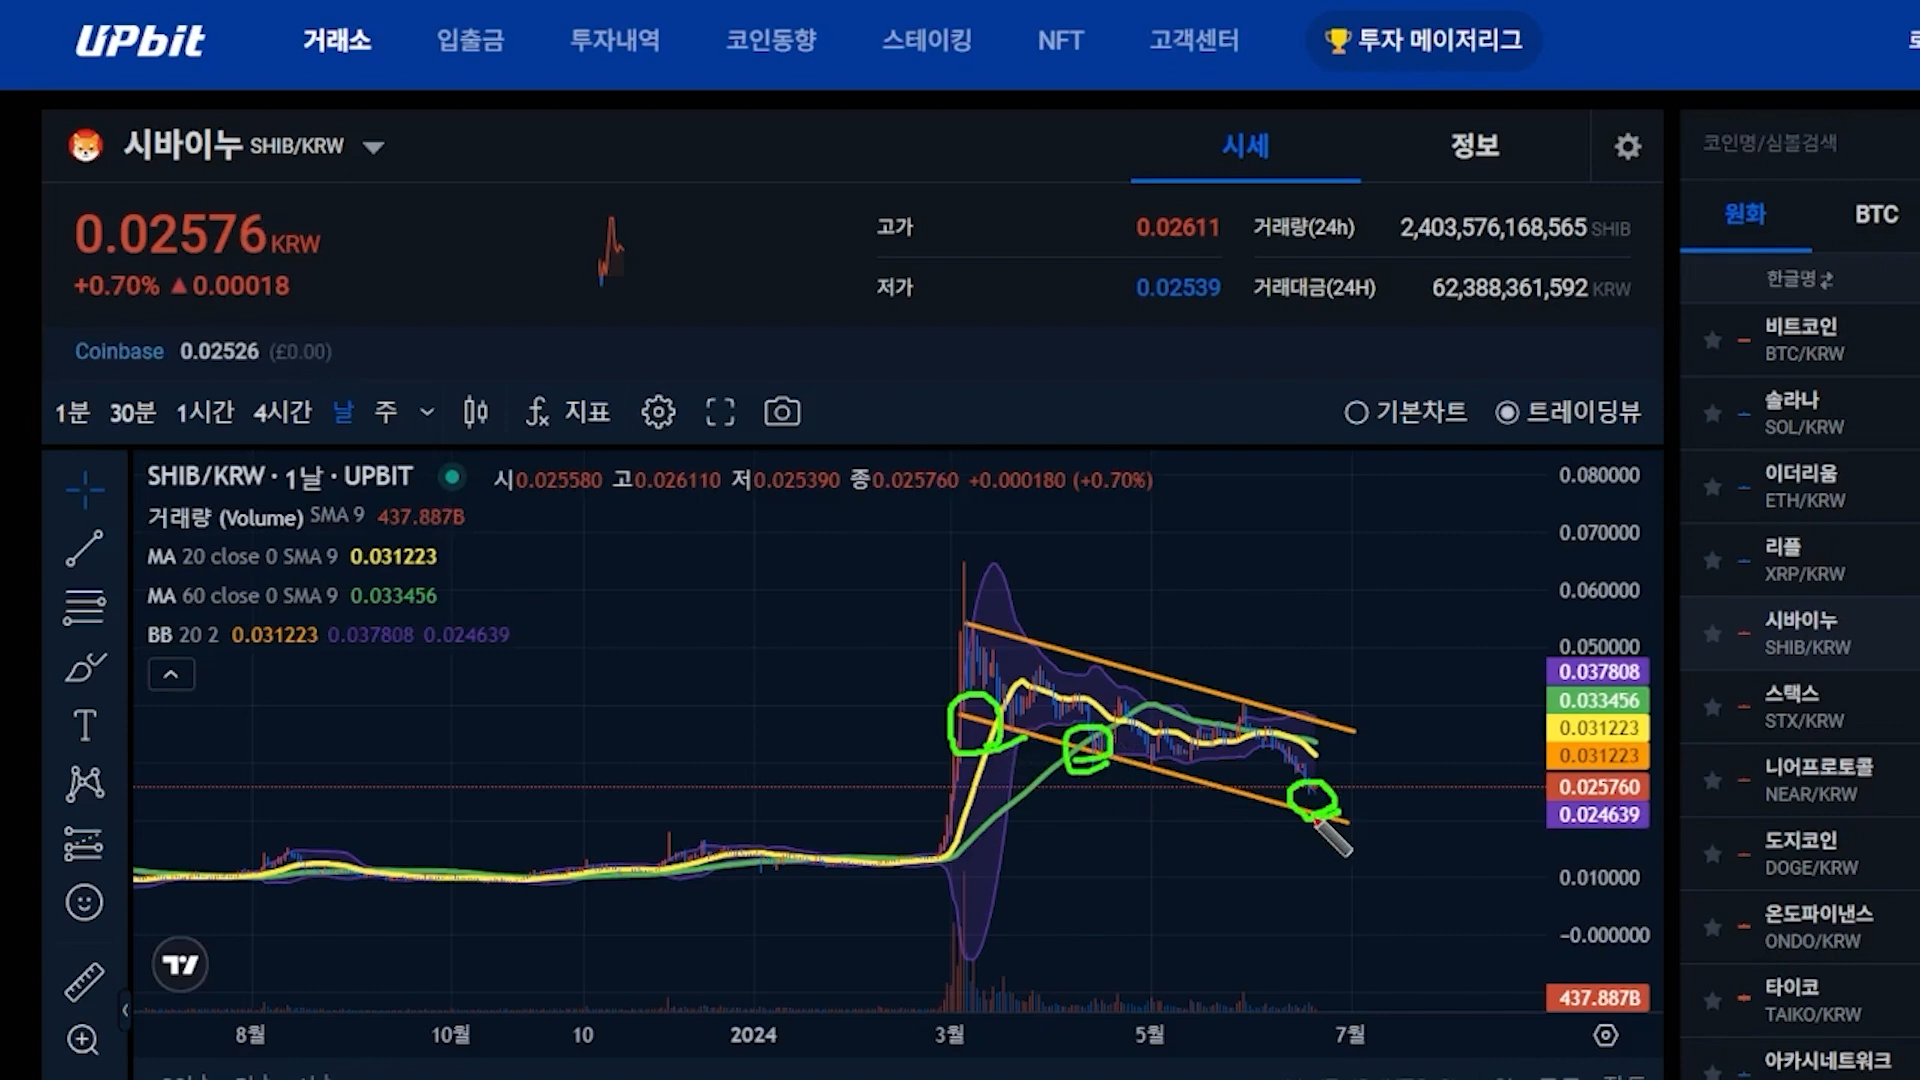 UPbit 거래소 입출금 투자내역 코인동향 스테이킹 NFT 고객센터 투자 메이저리그
시바이누 SHIB/KRW 시세 정보
코인명/심볼검색
0.02576 KRW
+0.70% ▲0.00018
고가 0.02611 거래량(24h) 2,403,576,168,565 SHIB
저가 0.02539 거래대금(24H) 62,388,361,592 KRW
원화 BTC
한글명
Coinbase 0.02526 (£0.00)
1분 30분 1시간 4시간 날 주 지표 기본차트 트레이딩뷰
SHIB/KRW · 1날 · UPBIT 시0.025580 고0.026110 저0.025390 종0.025760 +0.000180 (+0.70%)
거래량 (Volume) SMA 9 437.887B
MA 20 close 0 SMA 9 0.031223
MA 60 close 0 SMA 9 0.033456
BB 20 2 0.031223 0.037808 0.024639
0.080000
0.070000
0.060000
0.050000
0.037808
0.033456
0.031223
0.031223
0.025760
0.024639
0.010000
−0.000000
437.887B
8월 10월 10 2024 3월 5월 7월
비트코인
BTC/KRW
솔라나
SOL/KRW
이더리움
ETH/KRW
리플
XRP/KRW
시바이누
SHIB/KRW
스택스
STX/KRW
니어프로토콜
NEAR/KRW
도지코인
DOGE/KRW
온도파이낸스
ONDO/KRW
타이코
TAIKO/KRW
아카시네트워크